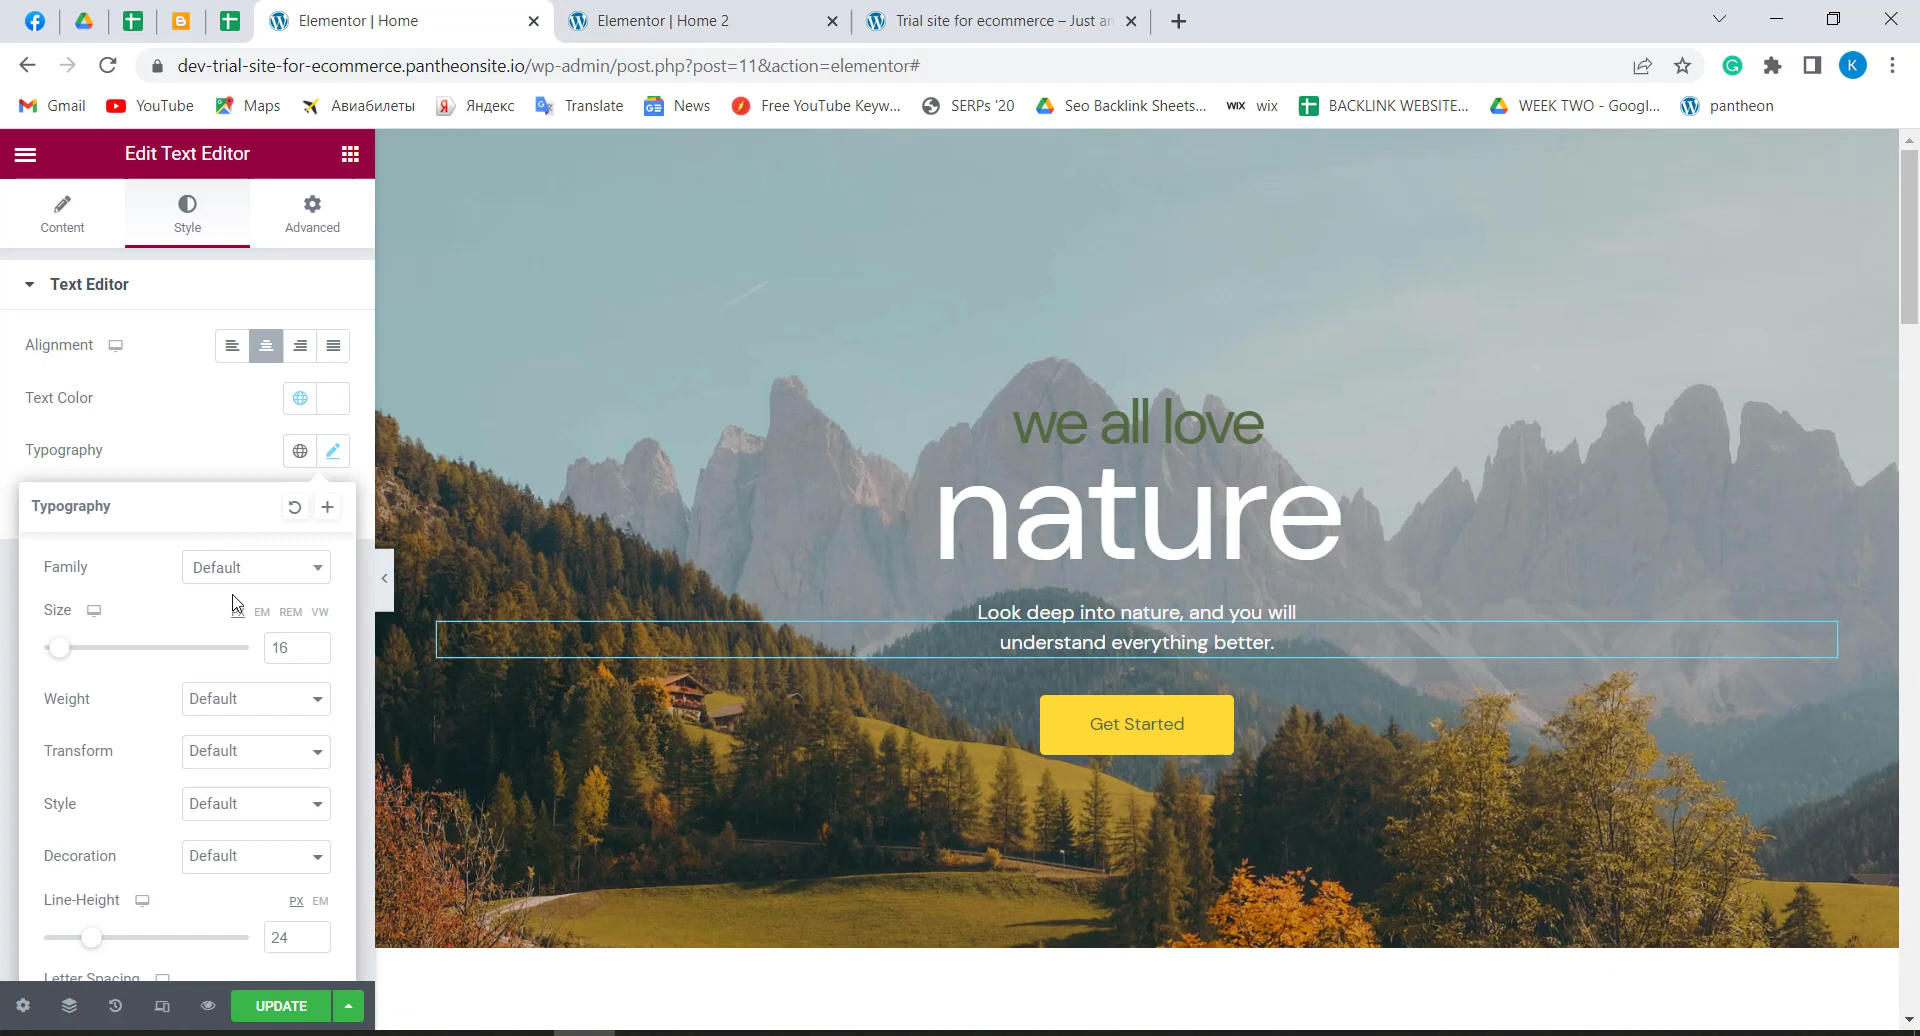 Elementor | Home
Elementor | Home 2
Trial site for ecommerce – Just an
dev-trial-site-for-ecommerce.pantheonsite.io/wp-admin/post.php?post=11&action=elementor#
K
Gmail
YouTube
Maps
Авиабилеты
Яндекс
Translate
News
Free YouTube Keyw...
SERPs '20
Seo Backlink Sheets...
WIX wix
BACKLINK WEBSITE...
WEEK TWO - Googl...
pantheon
Edit Text Editor
Content
Style
Advanced
Text Editor
Alignment
Text Color
Typography
Typography
Family
Default
Size
PX EM REM VW
16
Weight
Default
Transform
Default
Style
Default
Decoration
Default
Line-Height
PX EM
24
Letter Spacing
UPDATE
we all love
nature
Look deep into nature, and you will
understand everything better.
Get Started